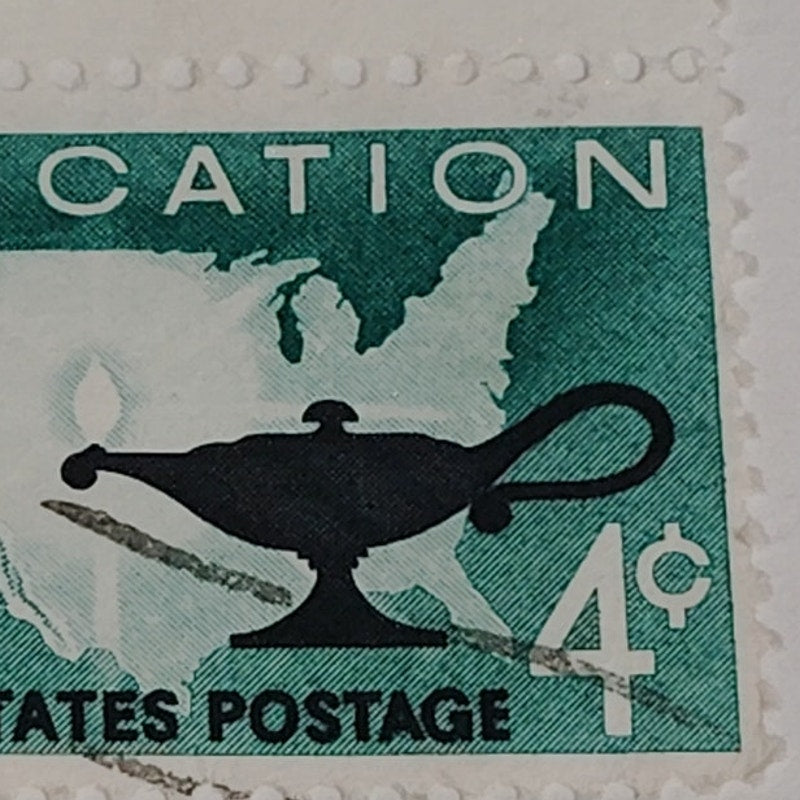 CATION
4¢
TATES POSTAGE